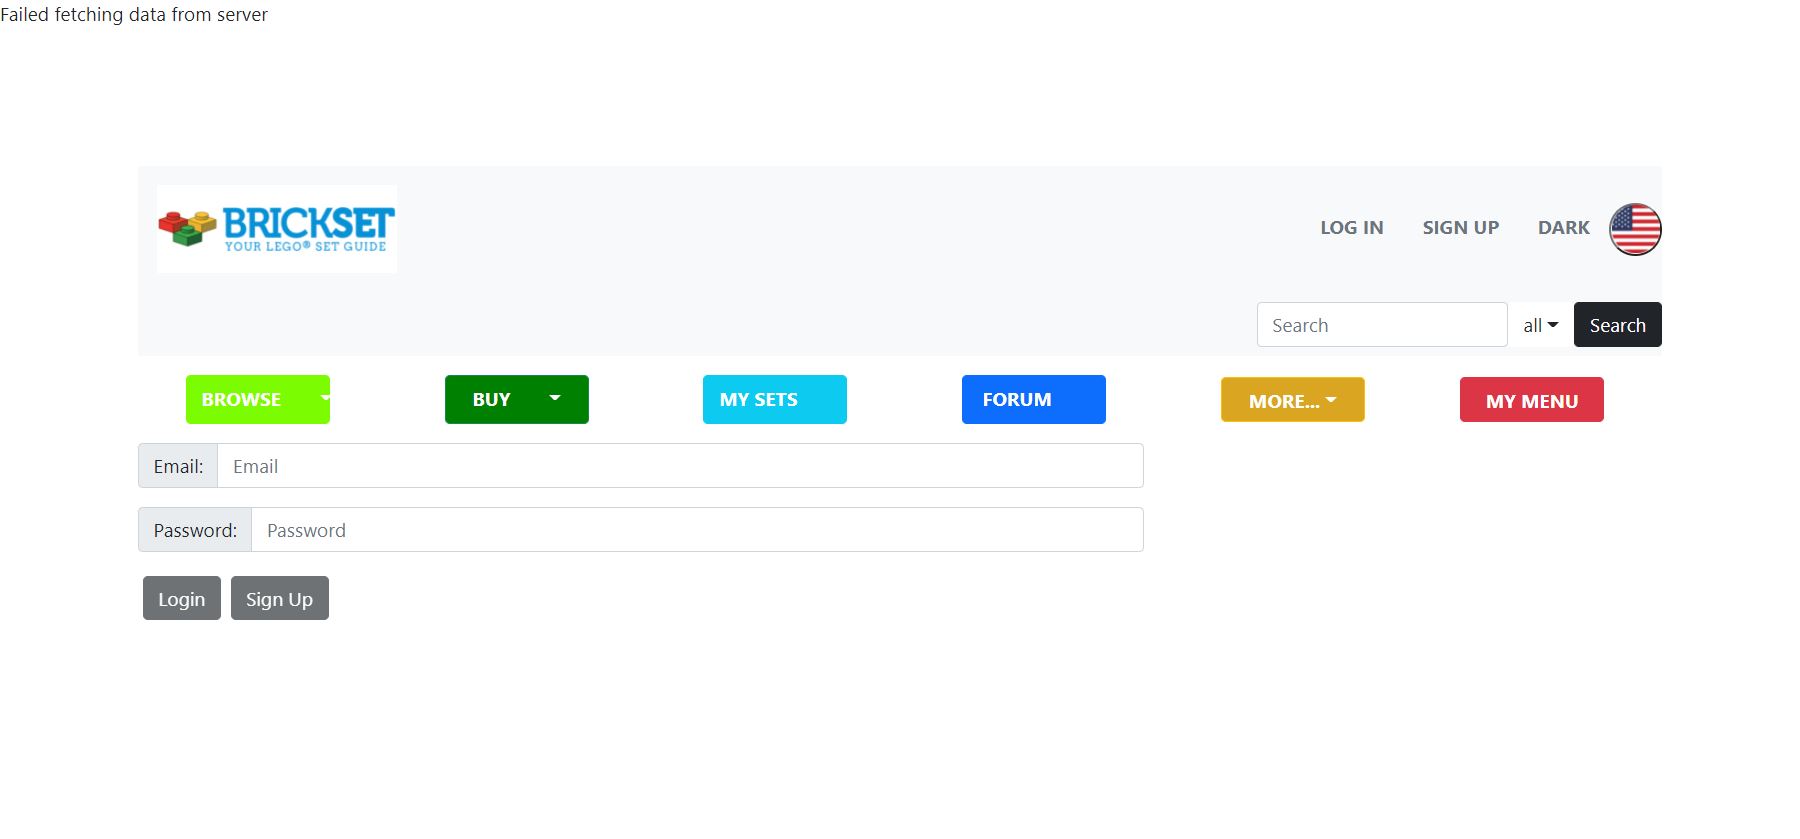 Failed fetching data from server
BRICKSET
YOUR LEGO® SET GUIDE
LOG IN SIGN UP DARK
Search all Search
BROWSE BUY MY SETS FORUM MORE... MY MENU
Email: Email
Password: Password
Login Sign Up